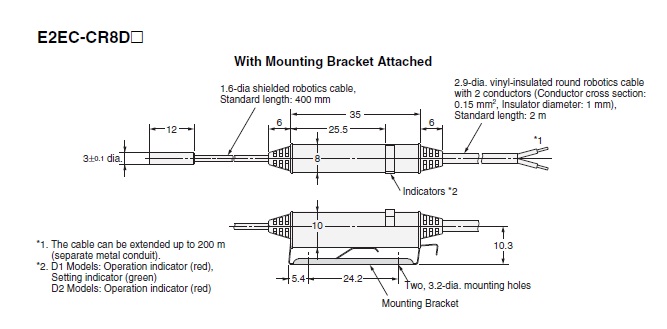 E2EC-CR8D□
With Mounting Bracket Attached
1.6-dia shielded robotics cable,
Standard length: 400 mm
2.9-dia. vinyl-insulated round robotics cable
with 2 conductors (Conductor cross section:
0.15 mm², Insulator diameter: 1 mm),
Standard length: 2 m
35
6
25.5
6
12
*1
3±0.1 dia.
8
Indicators *2
10
10.3
5.4
24.2
Two, 3.2-dia. mounting holes
Mounting Bracket
*1. The cable can be extended up to 200 m
(separate metal conduit).
*2. D1 Models: Operation indicator (red),
Setting indicator (green)
D2 Models: Operation indicator (red)